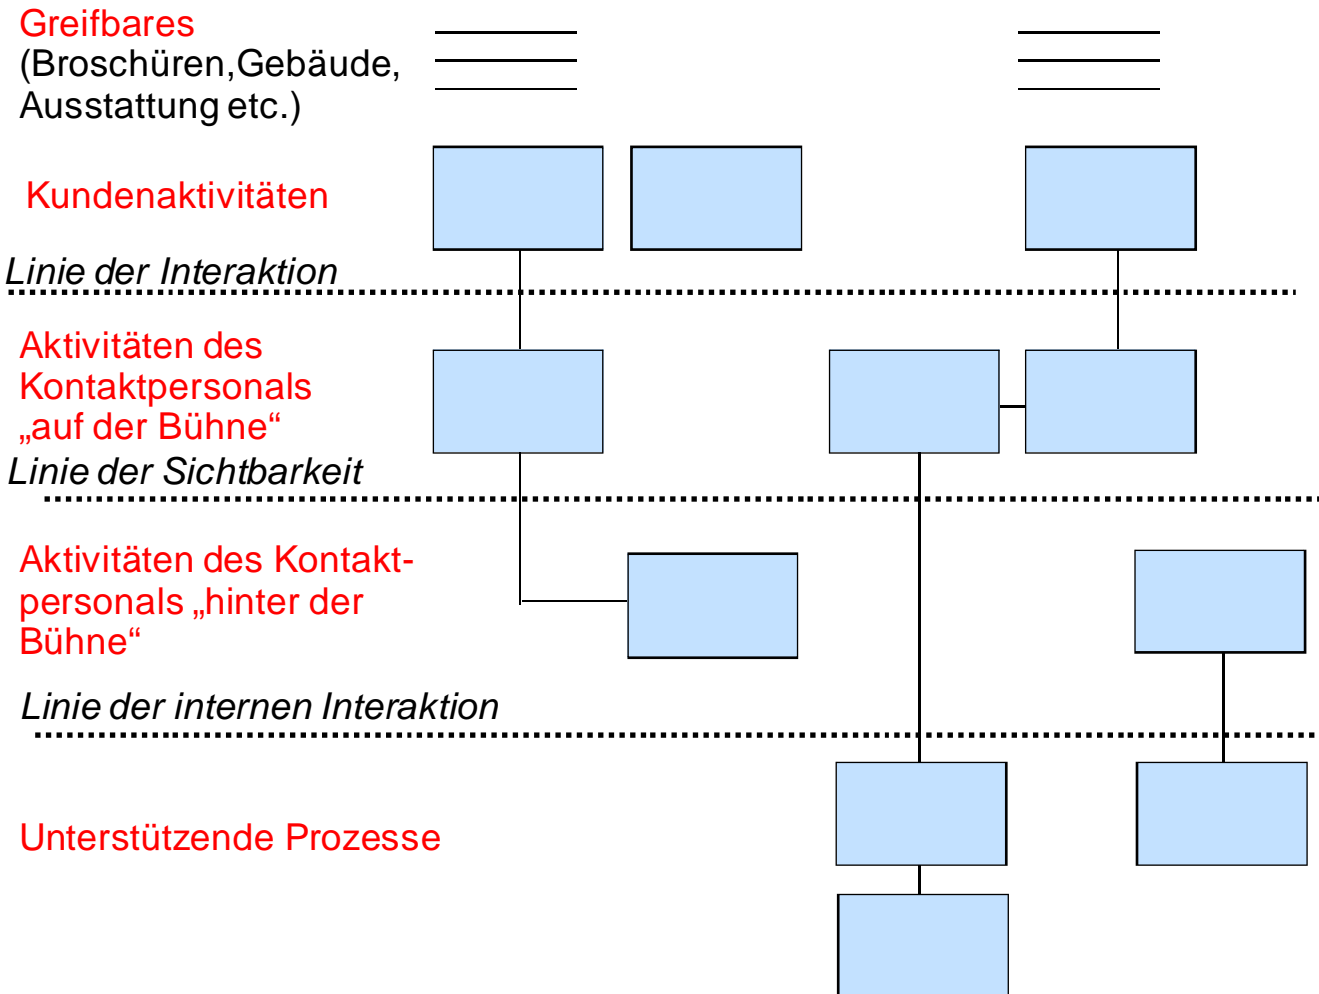 Greifbares
(Broschüren,Gebäude,
Ausstattung etc.)
Kundenaktivitäten
Linie der Interaktion
Aktivitäten des
Kontaktpersonals
„auf der Bühne“
Linie der Sichtbarkeit
Aktivitäten des Kontakt-
personals „hinter der
Bühne“
Linie der internen Interaktion
Unterstützende Prozesse